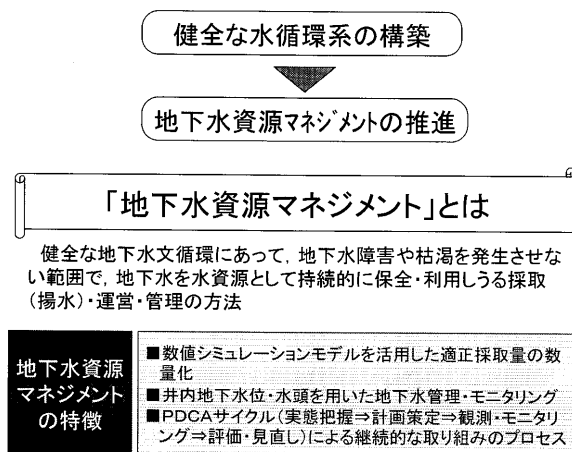 健全な水循環系の構築
地下水資源マネジメントの推進
「地下水資源マネジメント」とは
健全な地下水文循環にあって，地下水障害や枯渇を発生させな
い範囲で，地下水を水資源として持続的に保全・利用しうる採取
（揚水）・運営・管理の方法
地下水資源
マネジメント
の特徴
■数値シミュレーションモデルを活用した適正採取量の数
量化
■井内地下水位・水頭を用いた地下水管理・モニタリング
■PDCAサイクル（実態把握⇒計画策定⇒観測・モニタリ
ング⇒評価・見直し）による継続的な取り組みのプロセス